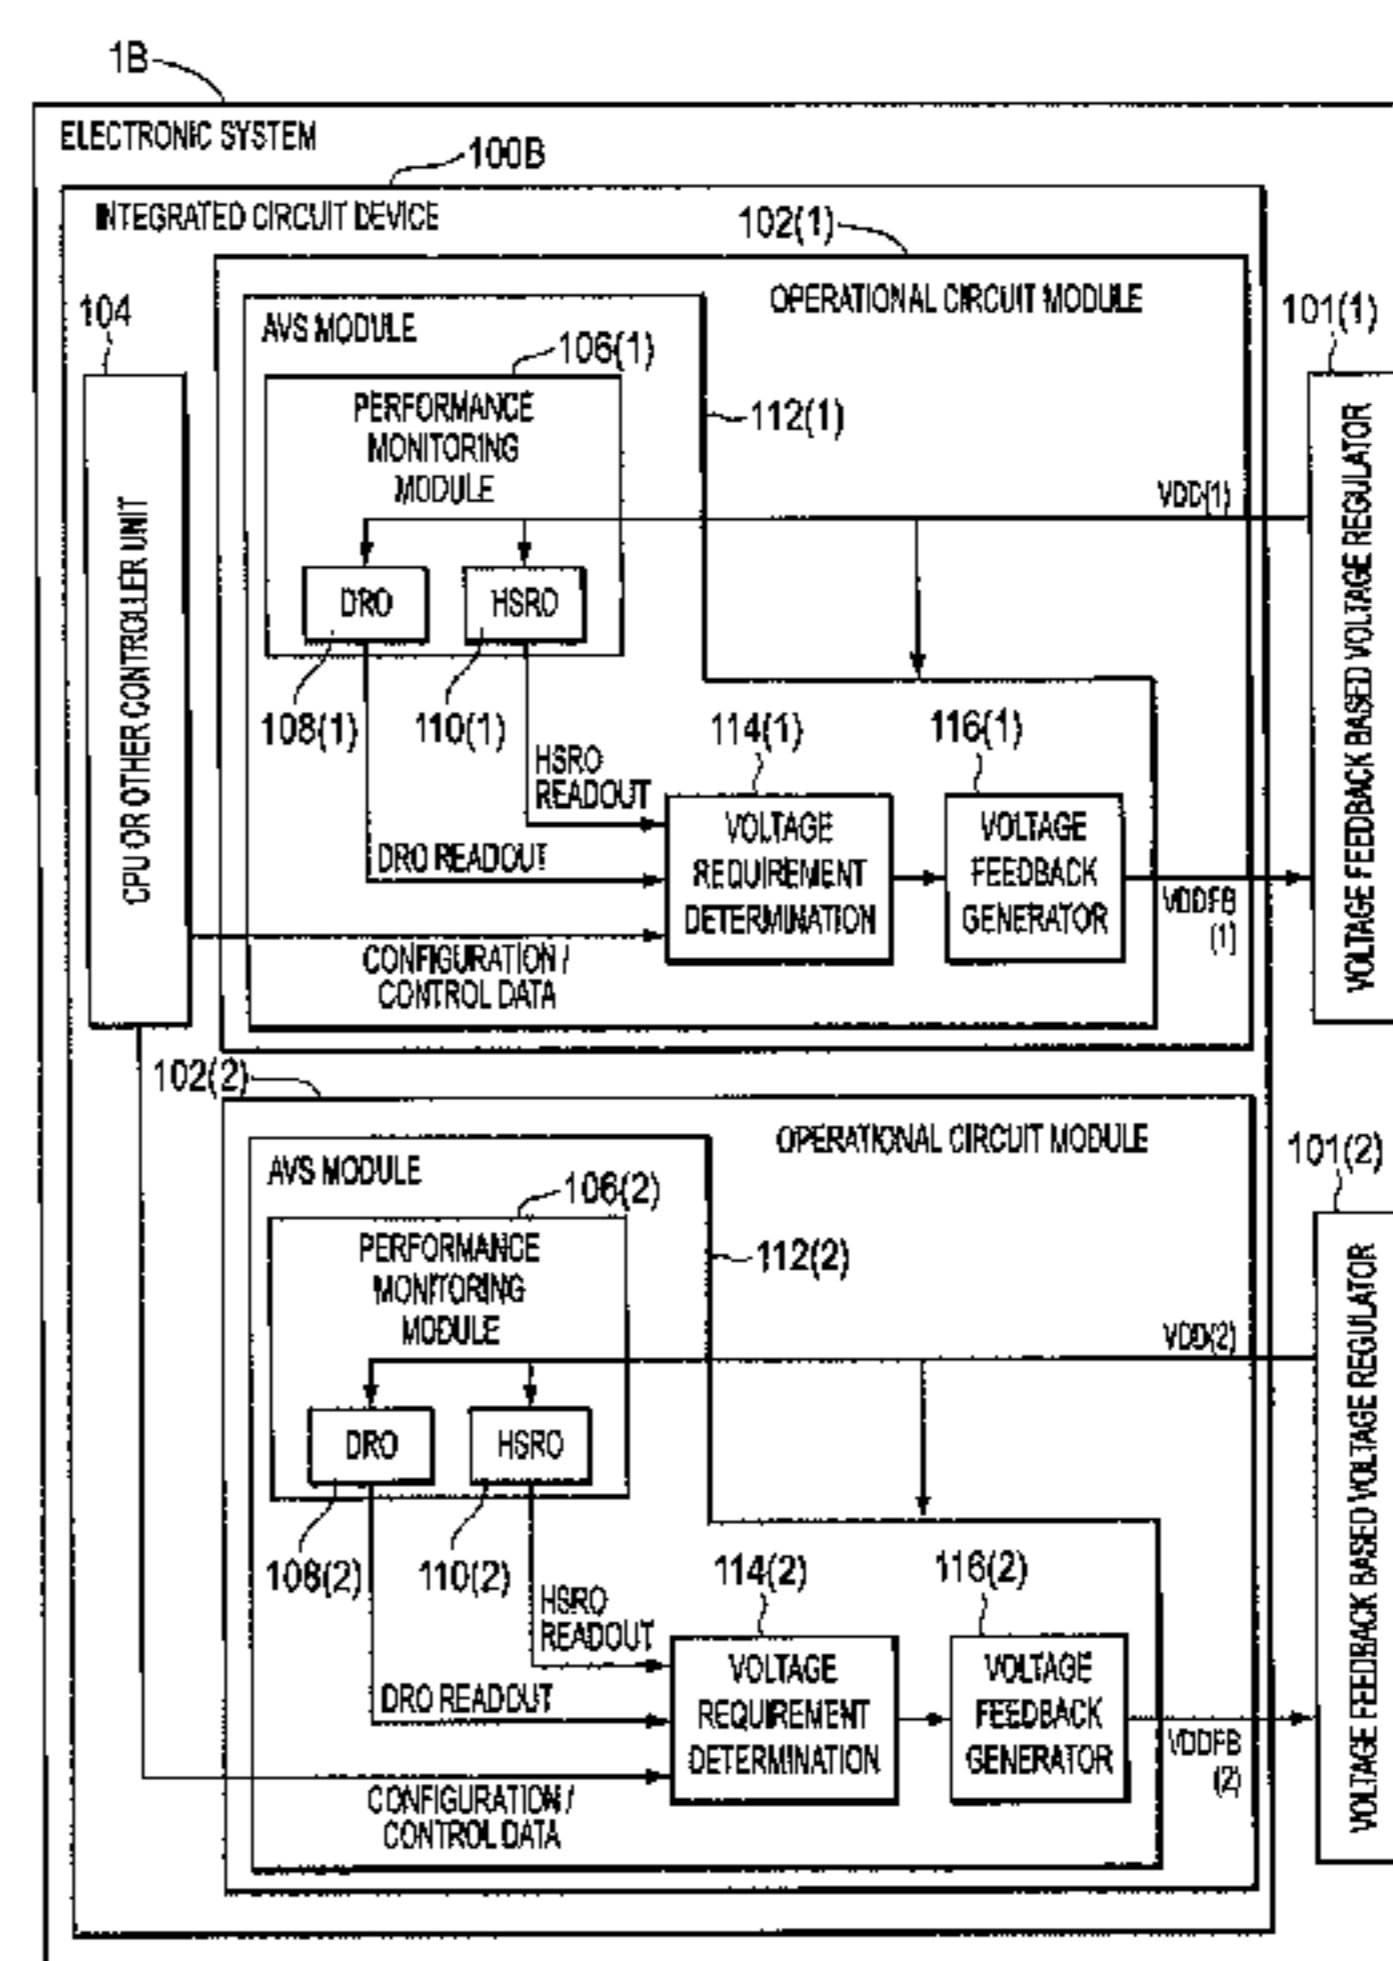 1B
ELECTRONIC SYSTEM
100B
INTEGRATED CIRCUIT DEVICE
102(1)
104
OPERATIONAL CIRCUIT MODULE
101(1)
AVS MODULE
106(1)
PERFORMANCE
MONITORING
MODULE
112(1)
VDD(1)
DRO
HSRO
CPU OR OTHER CONTROLLER UNIT
VOLTAGE FEEDBACK BASED VOLTAGE REGULATOR
108(1)
110(1)
114(1)
116(1)
HSRO
READOUT
VOLTAGE
REQUIREMENT
DETERMINATION
VOLTAGE
FEEDBACK
GENERATOR
DRO READOUT
VDDFB
(1)
CONFIGURATION /
CONTROL DATA
102(2)
OPERATIONAL CIRCUIT MODULE
101(2)
AVS MODULE
106(2)
PERFORMANCE
MONITORING
MODULE
112(2)
VDD(2)
DRO
HSRO
VOLTAGE FEEDBACK BASED VOLTAGE REGULATOR
108(2)
110(2)
114(2)
116(2)
HSRO
READOUT
VOLTAGE
REQUIREMENT
DETERMINATION
VOLTAGE
FEEDBACK
GENERATOR
DRO READOUT
VDDFB
(2)
CONFIGURATION /
CONTROL DATA